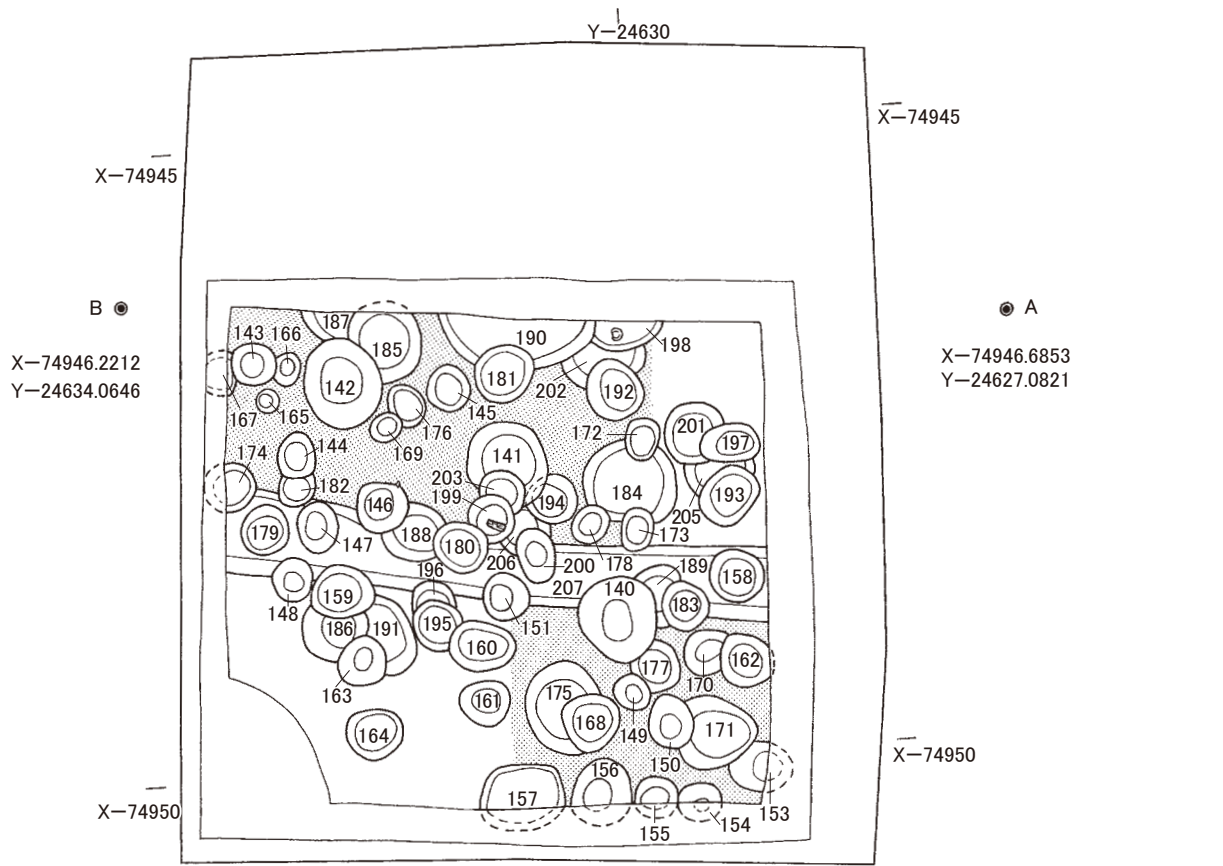 Y−24630
X−74945
X−74945
B
A
X−74946.2212
Y−24634.0646
X−74946.6853
Y−24627.0821
143 166 187 185 190 198
142 181 202 192
167 165 176 145
169 172 201 197
174 144 141
182 203 199 194 184 205 193
146
179 147 188 180 206 200 178 173
196 207 140 189 158
148 159 183
186 191 195 160 151
163 177 170 162
161 175 168 149 150 171
164
157 156 155 154 153
X−74950
X−74950